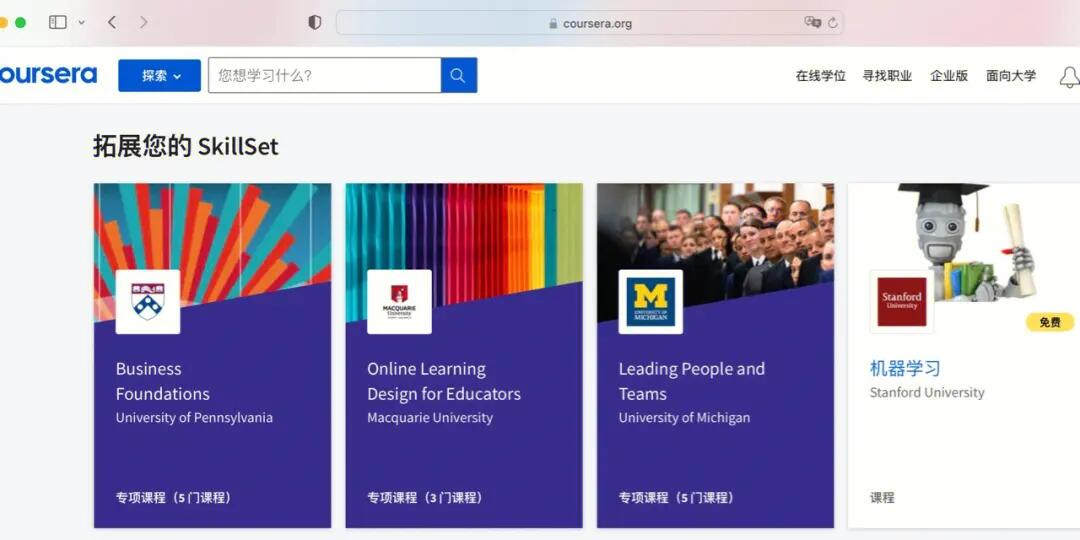 coursera.org
oursera
探索
您想学习什么?
在线学位
寻找职业
企业版
面向大学
拓展您的 SkillSet
Business
Foundations
University of Pennsylvania
专项课程（5 门课程）
MACQUARIE
University
Online Learning
Design for Educators
Macquarie University
专项课程（3 门课程）
M
UNIVERSITY OF
MICHIGAN
Leading People and
Teams
University of Michigan
专项课程（5 门课程）
Stanford
University
免费
机器学习
Stanford University
课程